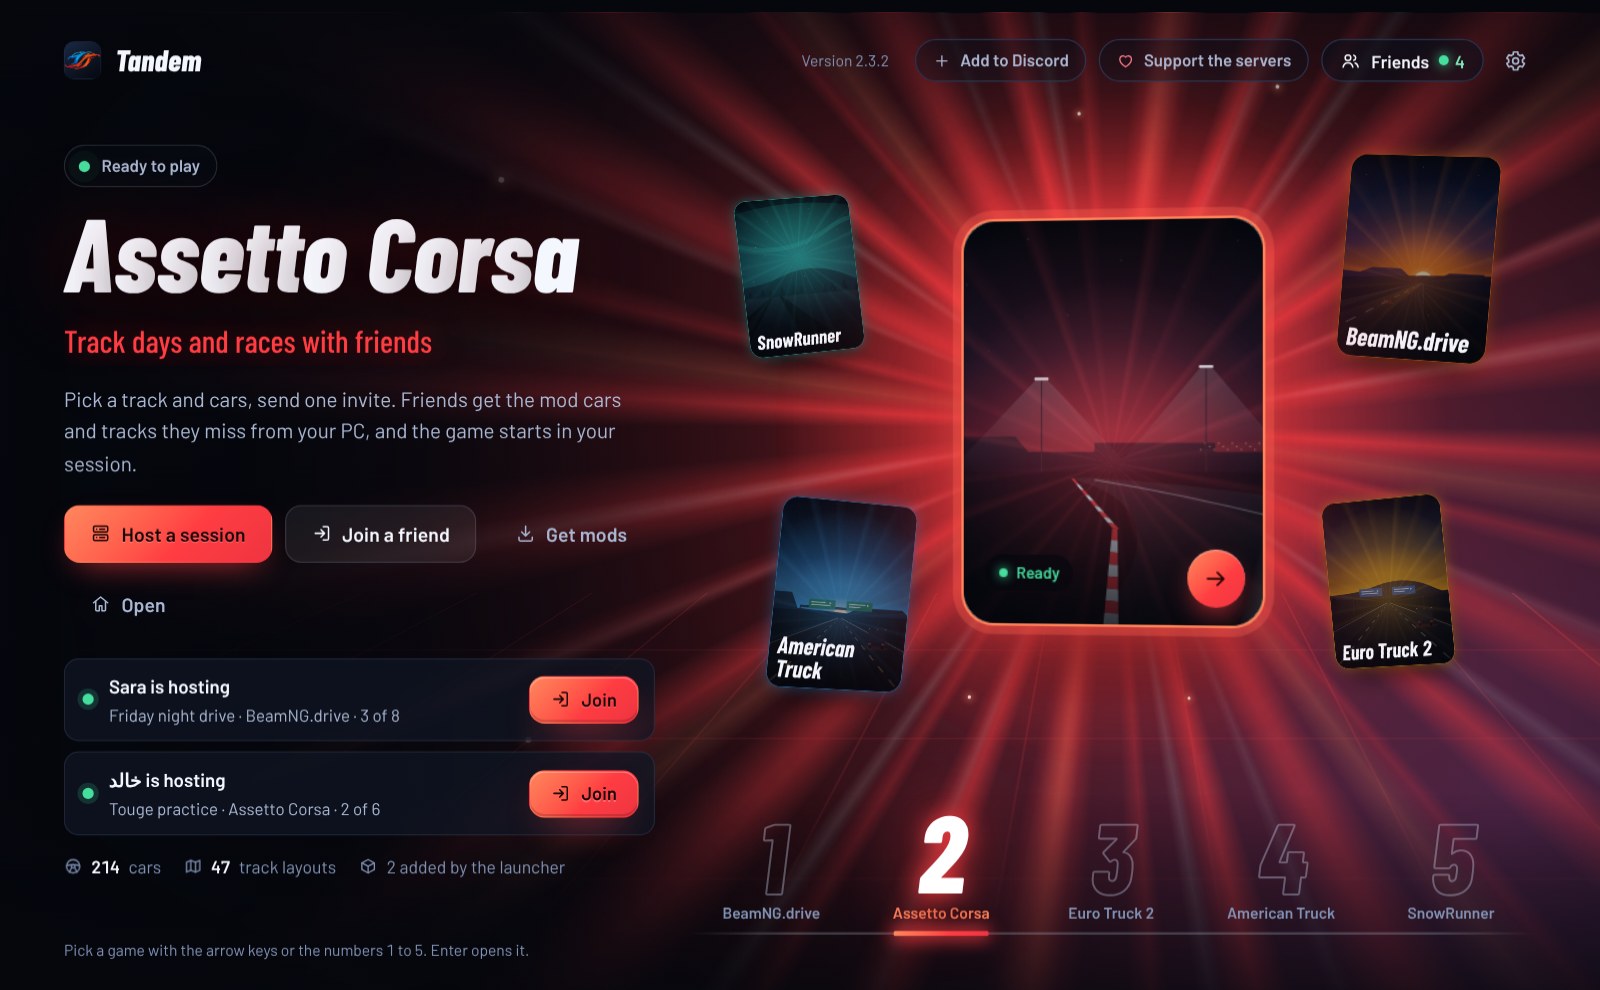 Tandem
Version 2.3.2
Add to Discord
Support the servers
Friends 4
Ready to play
Assetto Corsa
Track days and races with friends
Pick a track and cars, send one invite. Friends get the mod cars
and tracks they miss from your PC, and the game starts in your
session.
Host a session
Join a friend
Get mods
Open
Sara is hosting
Friday night drive · BeamNG.drive · 3 of 8
Join
خالد is hosting
Touge practice · Assetto Corsa · 2 of 6
Join
214 cars
47 track layouts
2 added by the launcher
Pick a game with the arrow keys or the numbers 1 to 5. Enter opens it.
SnowRunner
BeamNG.drive
Ready
American
Truck
Euro Truck 2
1
BeamNG.drive
2
Assetto Corsa
3
Euro Truck 2
4
American Truck
5
SnowRunner